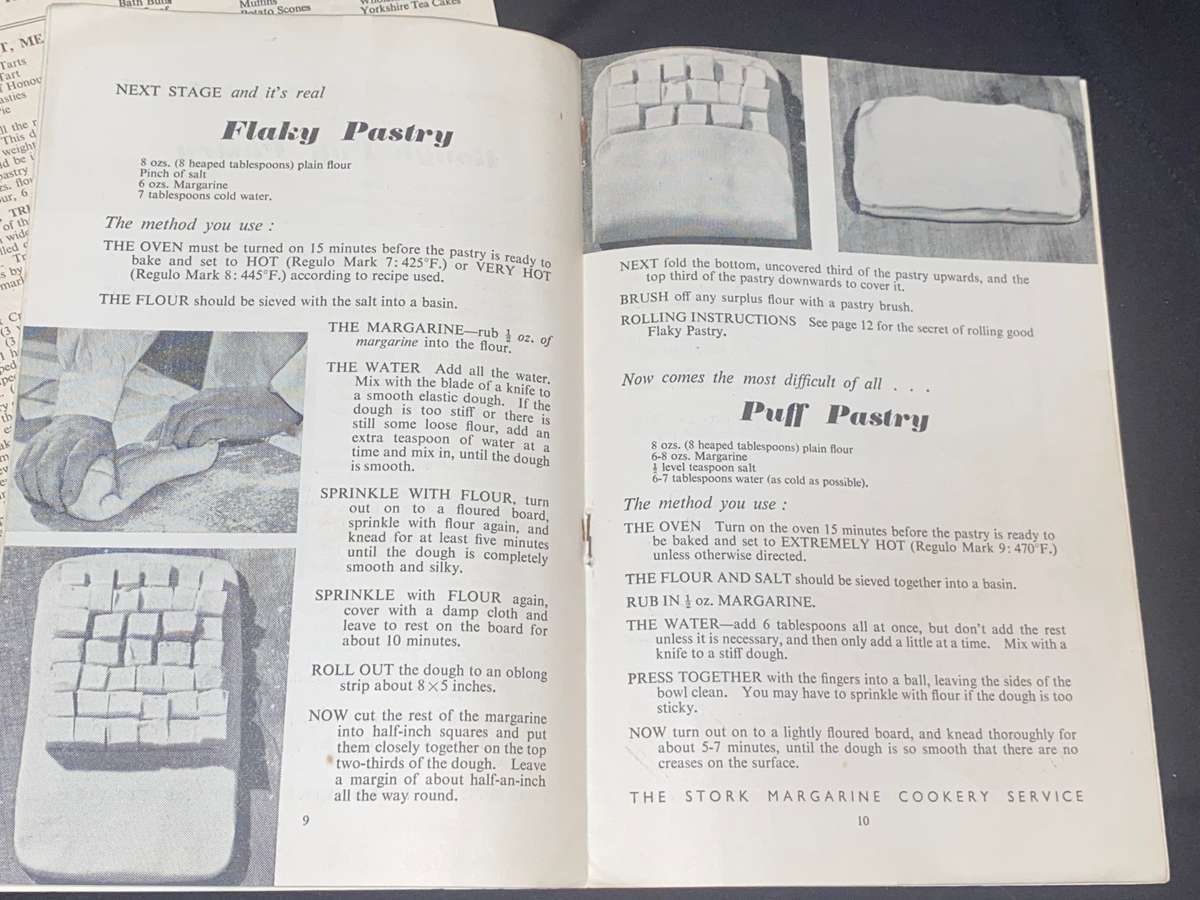 Bath Buns
Muffins
Potato Scones
Yorkshire Tea Cakes
T, ME
Tarts
Tart
Honou
asties
Pie
NEXT STAGE and it's real
Flaky Pastry
8 ozs. (8 heaped tablespoons) plain flour
Pinch of salt
6 ozs. Margarine
7 tablespoons cold water.
The method you use :
THE OVEN must be turned on 15 minutes before the pastry is ready to
bake and set to HOT (Regulo Mark 7: 425°F.) or VERY HOT
(Regulo Mark 8: 445°F.) according to recipe used.
THE FLOUR should be sieved with the salt into a basin.
THE MARGARINE—rub ½ oz. of
margarine into the flour.
THE WATER Add all the water.
Mix with the blade of a knife to
a smooth elastic dough. If the
dough is too stiff or there is
still some loose flour, add an
extra teaspoon of water at a
time and mix in, until the dough
is smooth.
SPRINKLE WITH FLOUR, turn
out on to a floured board,
sprinkle with flour again, and
knead for at least five minutes
until the dough is completely
smooth and silky.
SPRINKLE with FLOUR again,
cover with a damp cloth and
leave to rest on the board for
about 10 minutes.
ROLL OUT the dough to an oblong
strip about 8×5 inches.
NOW cut the rest of the margarine
into half-inch squares and put
them closely together on the top
two-thirds of the dough. Leave
a margin of about half-an-inch
all the way round.
9
NEXT fold the bottom, uncovered third of the pastry upwards, and the
top third of the pastry downwards to cover it.
BRUSH off any surplus flour with a pastry brush.
ROLLING INSTRUCTIONS See page 12 for the secret of rolling good
Flaky Pastry.
Now comes the most difficult of all . . .
Puff Pastry
8 ozs. (8 heaped tablespoons) plain flour
6-8 ozs. Margarine
½ level teaspoon salt
6-7 tablespoons water (as cold as possible).
The method you use :
THE OVEN Turn on the oven 15 minutes before the pastry is ready to
be baked and set to EXTREMELY HOT (Regulo Mark 9: 470°F.)
unless otherwise directed.
THE FLOUR AND SALT should be sieved together into a basin.
RUB IN ½ oz. MARGARINE.
THE WATER—add 6 tablespoons all at once, but don't add the rest
unless it is necessary, and then only add a little at a time. Mix with a
knife to a stiff dough.
PRESS TOGETHER with the fingers into a ball, leaving the sides of the
bowl clean. You may have to sprinkle with flour if the dough is too
sticky.
NOW turn out on to a lightly floured board, and knead thoroughly for
about 5-7 minutes, until the dough is so smooth that there are no
creases on the surface.
THE STORK MARGARINE COOKERY SERVICE
10